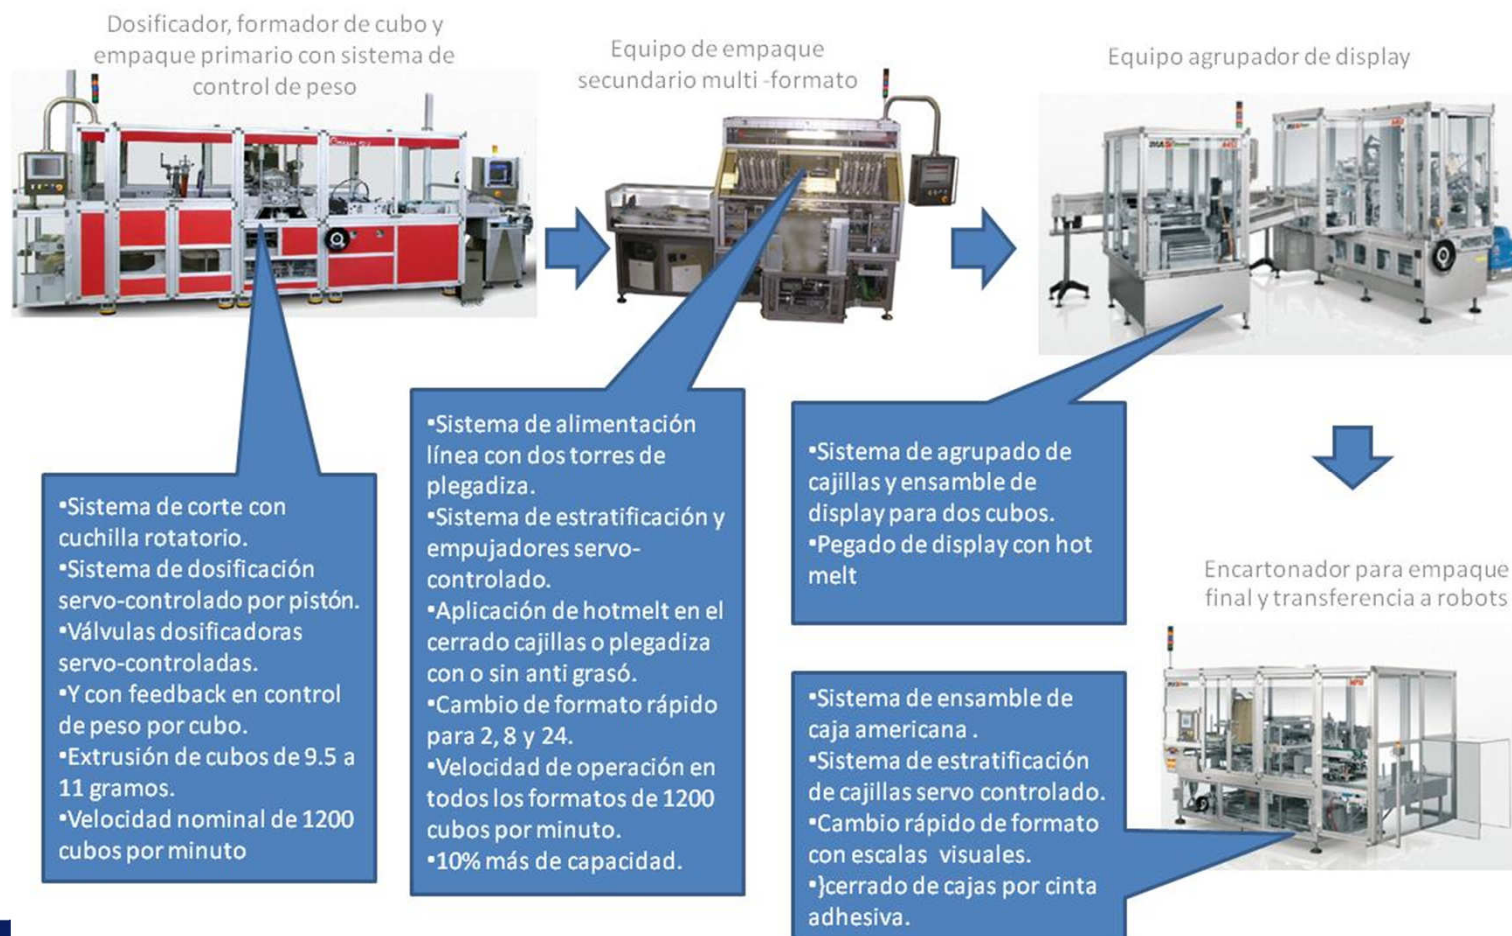 Dosificador, formador de cubo y
empaque primario con sistema de
control de peso
Equipo de empaque
secundario multi -formato
Equipo agrupador de display
▪Sistema de corte con
cuchilla rotatorio.
▪Sistema de dosificación
servo-controlado por pistón.
▪Válvulas dosificadoras
servo-controladas.
▪Y con feedback en control
de peso por cubo.
▪Extrusión de cubos de 9.5 a
11 gramos.
▪Velocidad nominal de 1200
cubos por minuto
▪Sistema de alimentación
línea con dos torres de
plegadiza.
▪Sistema de estratificación y
empujadores servo-
controlado.
▪Aplicación de hotmelt en el
cerrado cajillas o plegadiza
con o sin anti grasó.
▪Cambio de formato rápido
para 2, 8 y 24.
▪Velocidad de operación en
todos los formatos de 1200
cubos por minuto.
▪10% más de capacidad.
▪Sistema de agrupado de
cajillas y ensamble de
display para dos cubos.
▪Pegado de display con hot
melt
Encartonador para empaque
final y transferencia a robots
▪Sistema de ensamble de
caja americana .
▪Sistema de estratificación
de cajillas servo controlado.
▪Cambio rápido de formato
con escalas  visuales.
▪}cerrado de cajas por cinta
adhesiva.